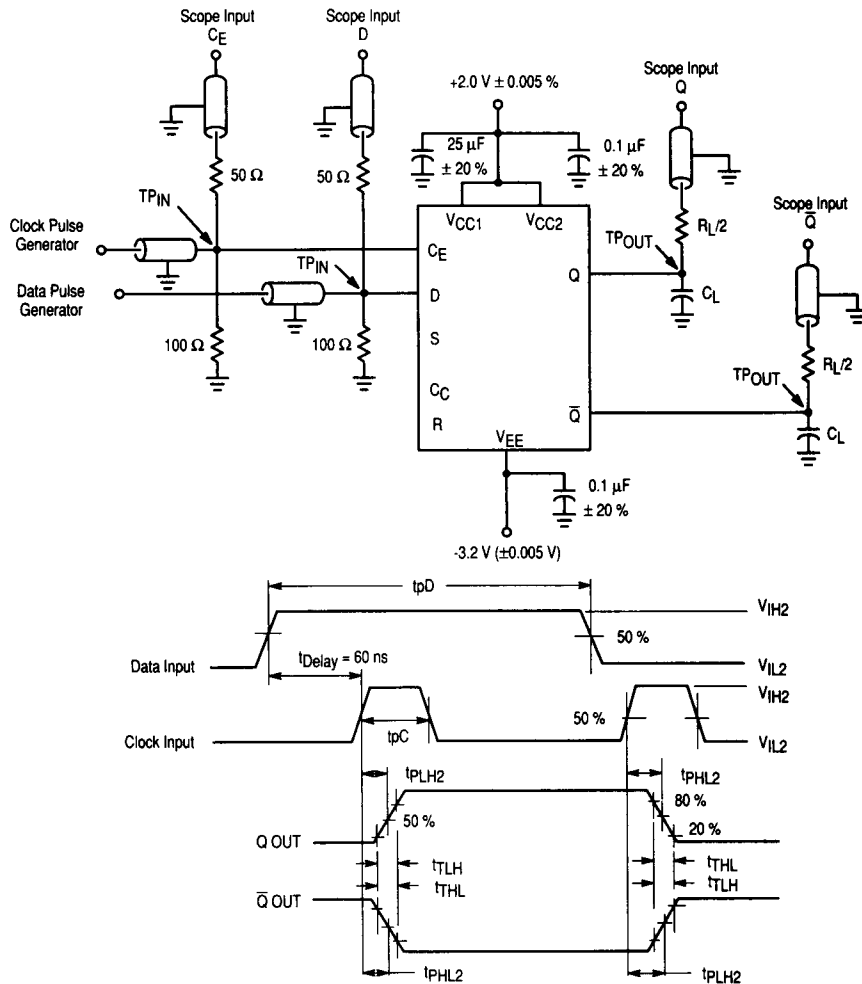 Scope Input
CE
Scope Input
D
+2.0 V ± 0.005 %
Scope Input
Q
25 µF
± 20 %
0.1 µF
± 20 %
50 Ω
50 Ω
Scope Input
Q̅
TPIN
VCC1
VCC2
RL/2
Clock Pulse
Generator
TPOUT
CE
TPIN
Q
Data Pulse
Generator
D
CL
100 Ω
100 Ω
S
RL/2
TPOUT
CC
Q̅
R
CL
VEE
0.1 µF
± 20 %
-3.2 V (±0.005 V)
tpD
VIH2
50 %
tDelay = 60 ns
Data Input
VIL2
VIH2
50 %
tpC
Clock Input
VIL2
tPLH2
tPHL2
80 %
50 %
20 %
Q OUT
tTLH
tTHL
tTHL
tTLH
Q̅ OUT
tPHL2
tPLH2